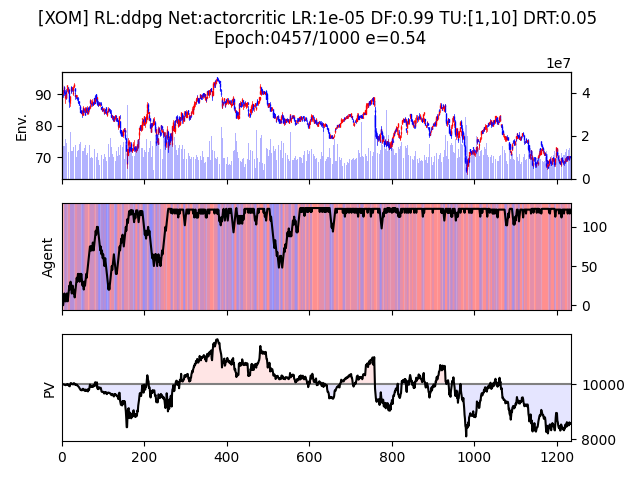 [XOM] RL:ddpg Net:actorcritic LR:1e-05 DF:0.99 TU:[1,10] DRT:0.05
Epoch:0457/1000 e=0.54
1e7
Env.
90
80
70
4
2
0
Agent
100
50
0
PV
10000
8000
0 200 400 600 800 1000 1200